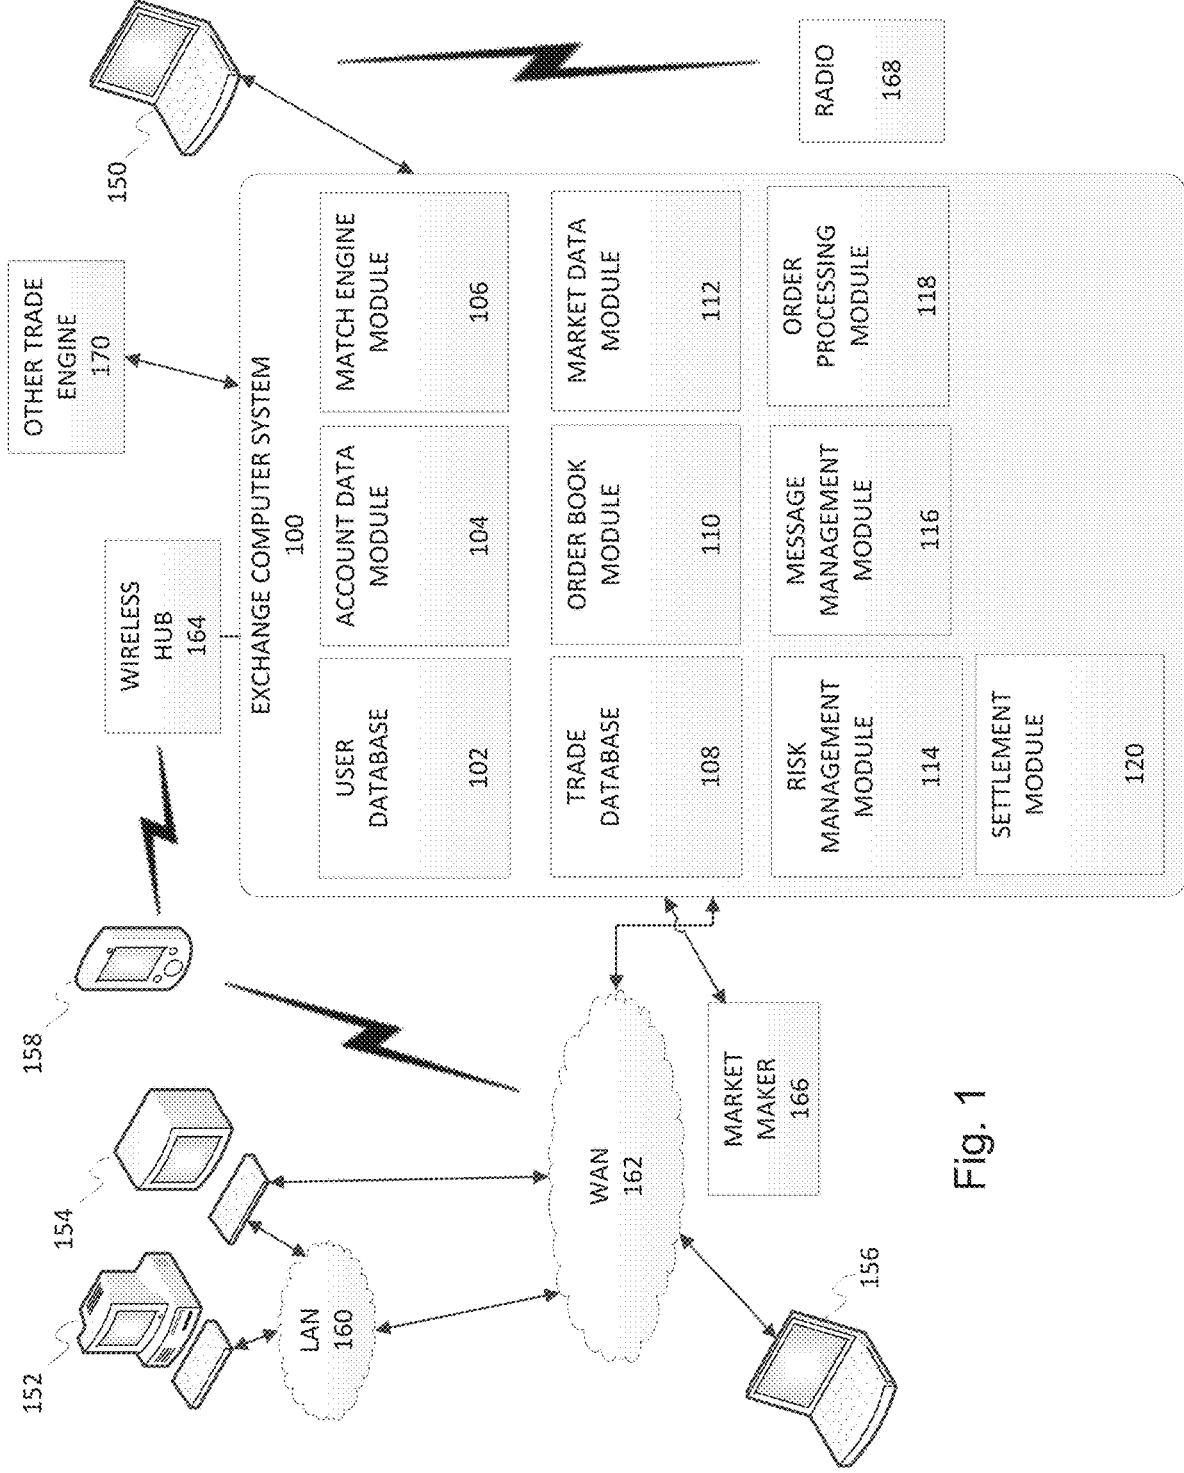 152
154
158
WIRELESS
HUB
164
OTHER TRADE
ENGINE
170
150
LAN
160
WAN
162
156
MARKET
MAKER
166
EXCHANGE COMPUTER SYSTEM
100
USER
DATABASE
102
ACCOUNT DATA
MODULE
104
MATCH ENGINE
MODULE
106
TRADE
DATABASE
108
ORDER BOOK
MODULE
110
MARKET DATA
MODULE
112
RISK
MANAGEMENT
MODULE
114
MESSAGE
MANAGEMENT
MODULE
116
ORDER
PROCESSING
MODULE
118
SETTLEMENT
MODULE
120
RADIO
168
Fig. 1